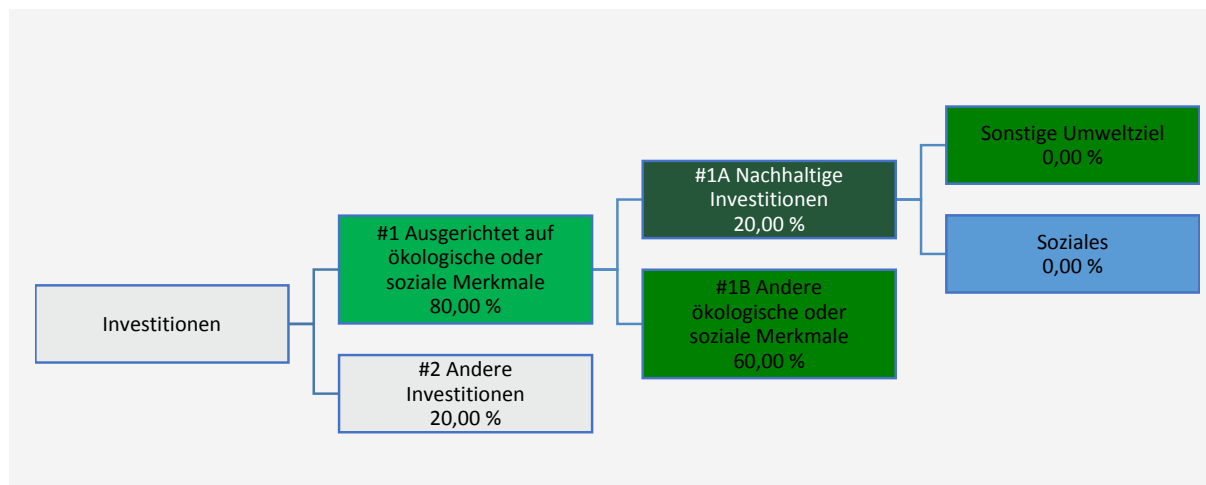 Investitionen
#1 Ausgerichtet auf
ökologische oder
soziale Merkmale
80,00 %
#2 Andere
Investitionen
20,00 %
#1A Nachhaltige
Investitionen
20,00 %
#1B Andere
ökologische oder
soziale Merkmale
60,00 %
Sonstige Umweltziel
0,00 %
Soziales
0,00 %